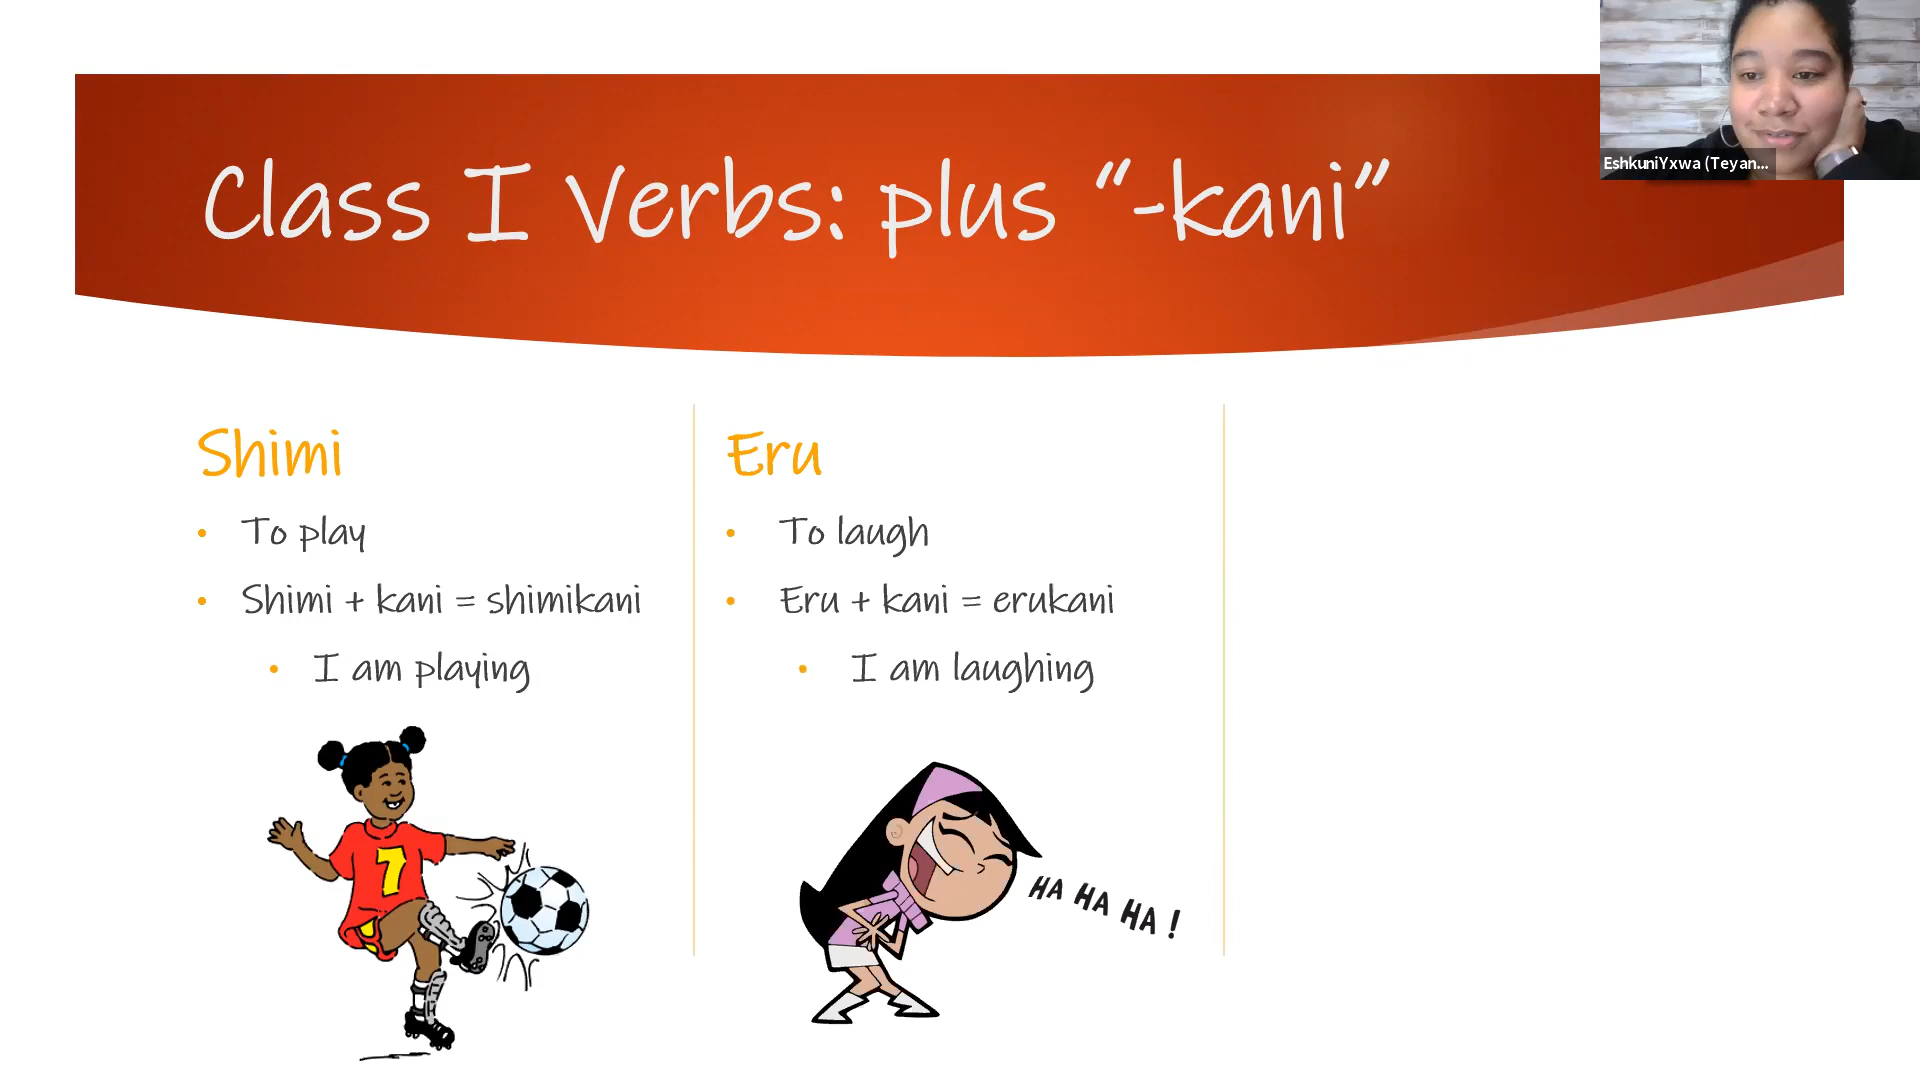 Class I Verbs: plus “-kani”
EshkuniYxwa (Teyan...
Shimi
• To play
• Shimi + kani = shimikani
• I am playing
Eru
• To laugh
• Eru + kani = erukani
• I am laughing
7
HA HA HA !